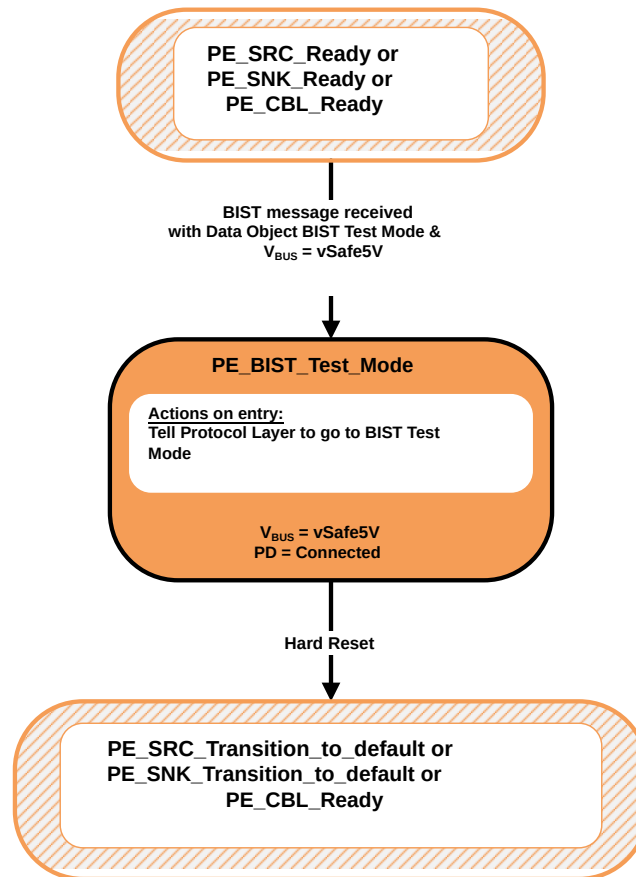 PE_SRC_Ready or
PE_SNK_Ready or
PE_CBL_Ready
BIST message received
with Data Object BIST Test Mode &
VBUS = vSafe5V
PE_BIST_Test_Mode
Actions on entry:
Tell Protocol Layer to go to BIST Test
Mode
VBUS = vSafe5V
PD = Connected
Hard Reset
PE_SRC_Transition_to_default or
PE_SNK_Transition_to_default or
PE_CBL_Ready